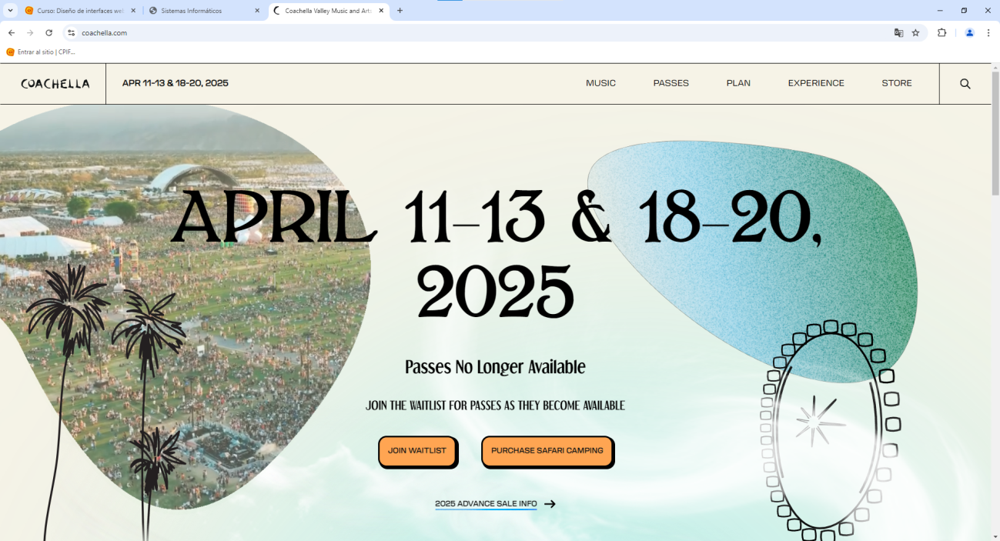 Curso: Diseño de interfaces web
Sistemas Informáticos
Coachella Valley Music and Arts
coachella.com
Entrar al sitio | CPIF...
COACHELLA
APR 11-13 & 18-20, 2025
MUSIC
PASSES
PLAN
EXPERIENCE
STORE
APRIL 11–13 & 18–20,
2025
Passes No Longer Available
JOIN THE WAITLIST FOR PASSES AS THEY BECOME AVAILABLE
JOIN WAITLIST
PURCHASE SAFARI CAMPING
2025 ADVANCE SALE INFO